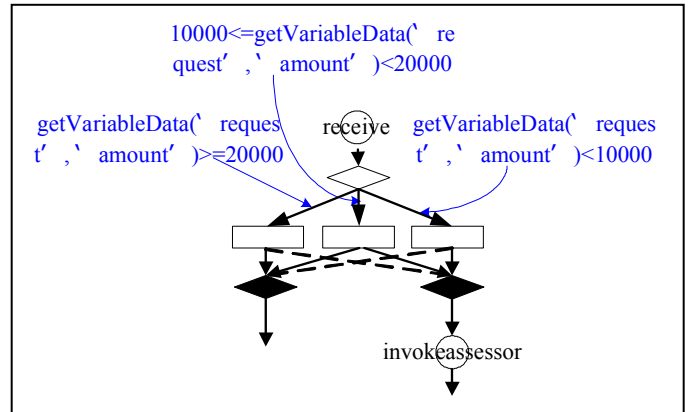 10000<=getVariableData(‵ re
quest′ ,‵ amount′ )<20000
getVariableData(‵ reques
t′ ,‵ amount′ )>=20000
receive
getVariableData(‵ reques
t′ ,‵ amount′ )<10000
invokeassessor